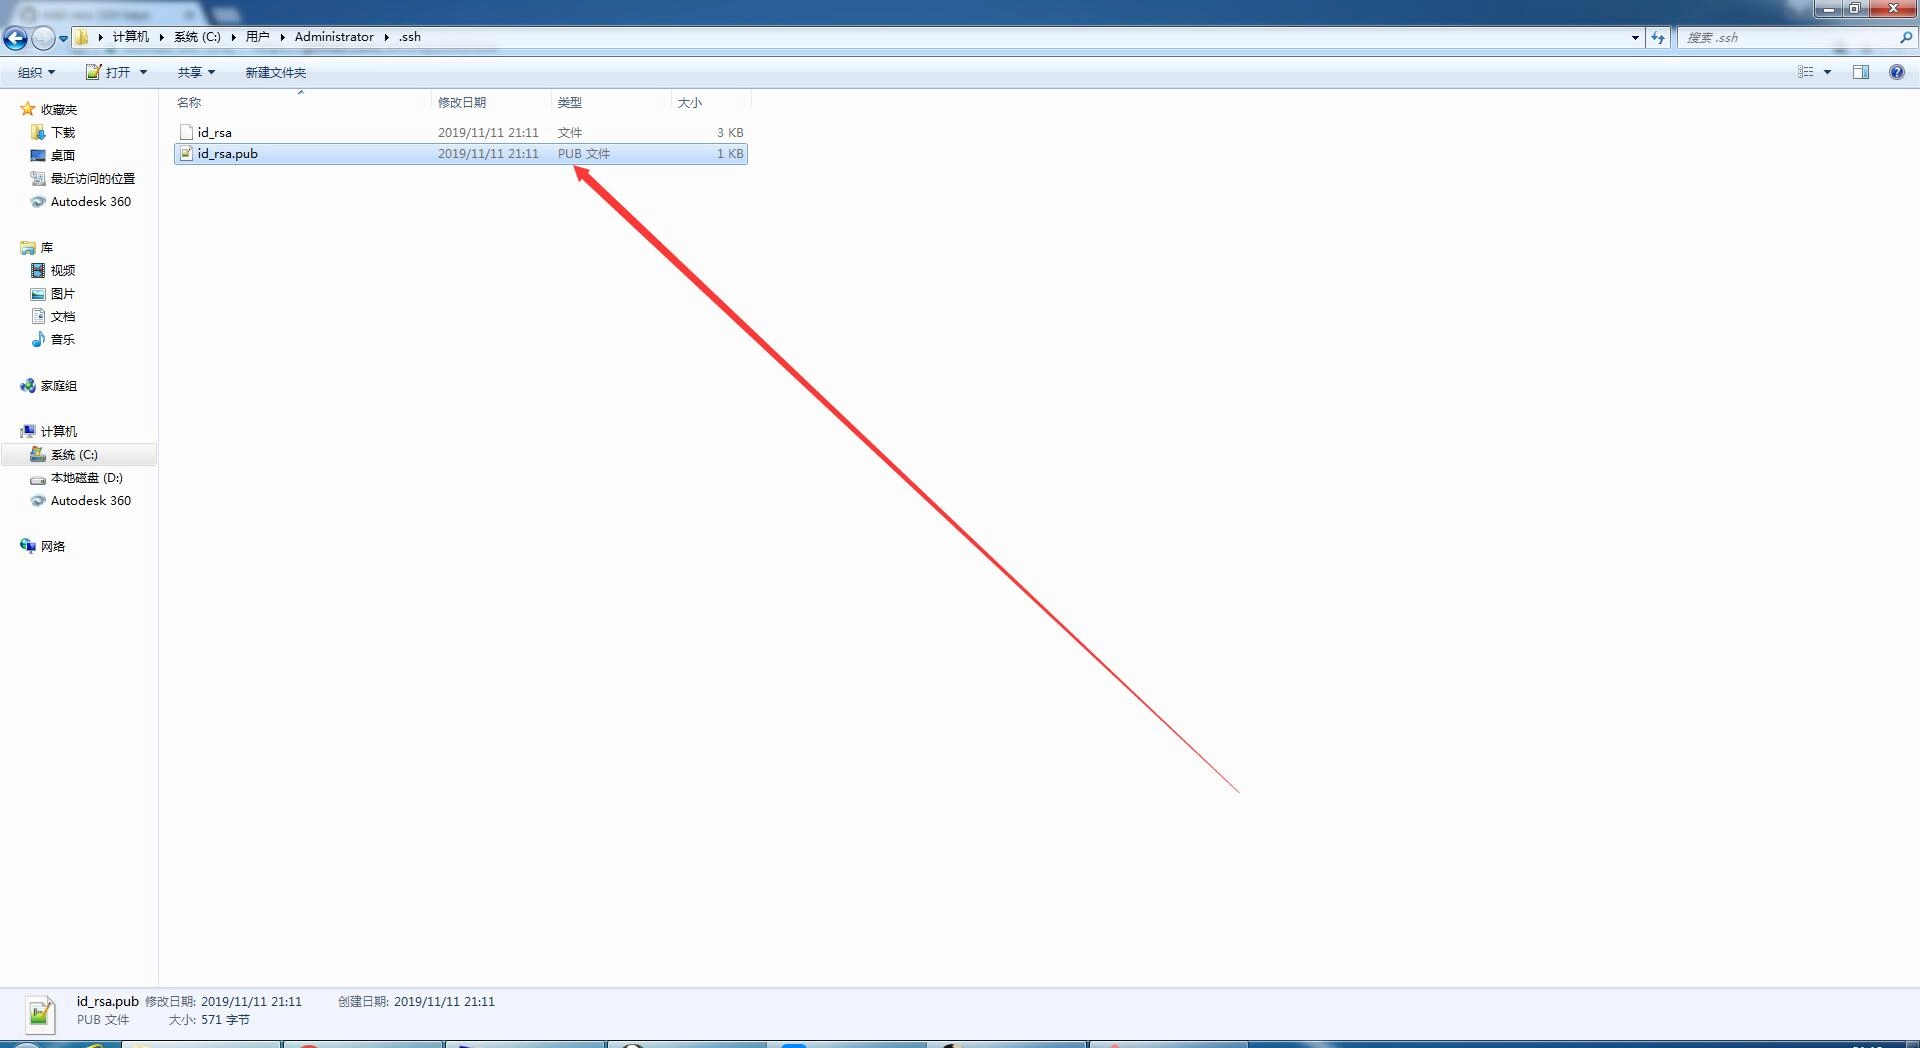 计算机 系统 (C:) 用户 Administrator .ssh
搜索 .ssh
组织 打开 共享 新建文件夹
名称 修改日期 类型 大小
id_rsa 2019/11/11 21:11 文件 3 KB
id_rsa.pub 2019/11/11 21:11 PUB 文件 1 KB
收藏夹
下载
桌面
最近访问的位置
Autodesk 360
库
视频
图片
文档
音乐
家庭组
计算机
系统 (C:)
本地磁盘 (D:)
Autodesk 360
网络
id_rsa.pub 修改日期: 2019/11/11 21:11 创建日期: 2019/11/11 21:11
PUB 文件 大小: 571 字节